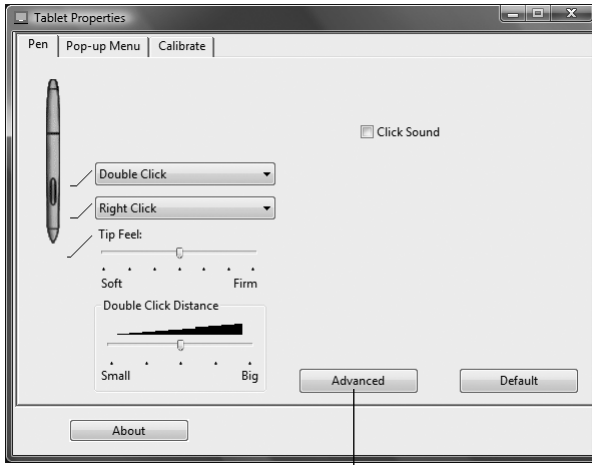 Tablet Properties
Pen Pop-up Menu Calibrate
Click Sound
Double Click
Right Click
Tip Feel:
Soft Firm
Double Click Distance
Small Big
Advanced Default
About